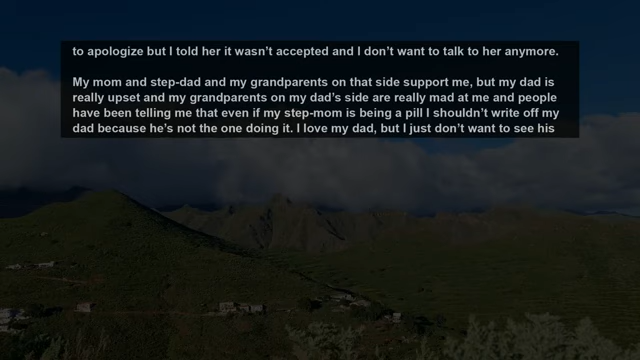 to apologize but I told her it wasn't accepted and I don't want to talk to her anymore.
My mom and step-dad and my grandparents on that side support me, but my dad is
really upset and my grandparents on my dad's side are really mad at me and people
have been telling me that even if my step-mom is being a pill I shouldn't write off my
dad because he's not the one doing it. I love my dad, but I just don't want to see his